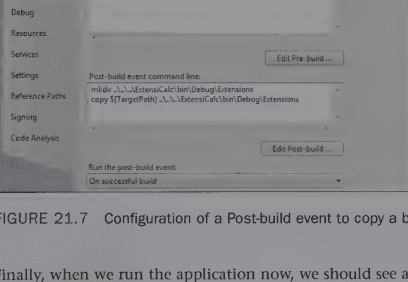 Debug
Resources
Services
Settings
Reference Paths
Signing
Code Analysis
Edit Pre-build ...
Post-build event command line:
mkdir ..\..\..\ExtensiCalc\bin\Debug\Extensions
copy $(TargetPath) ..\..\..\ExtensiCalc\bin\Debug\Extensions
Edit Post-build ...
Run the post-build event:
On successful build
FIGURE 21.7 Configuration of a Post-build event to copy a b
Finally, when we run the application now, we should see a